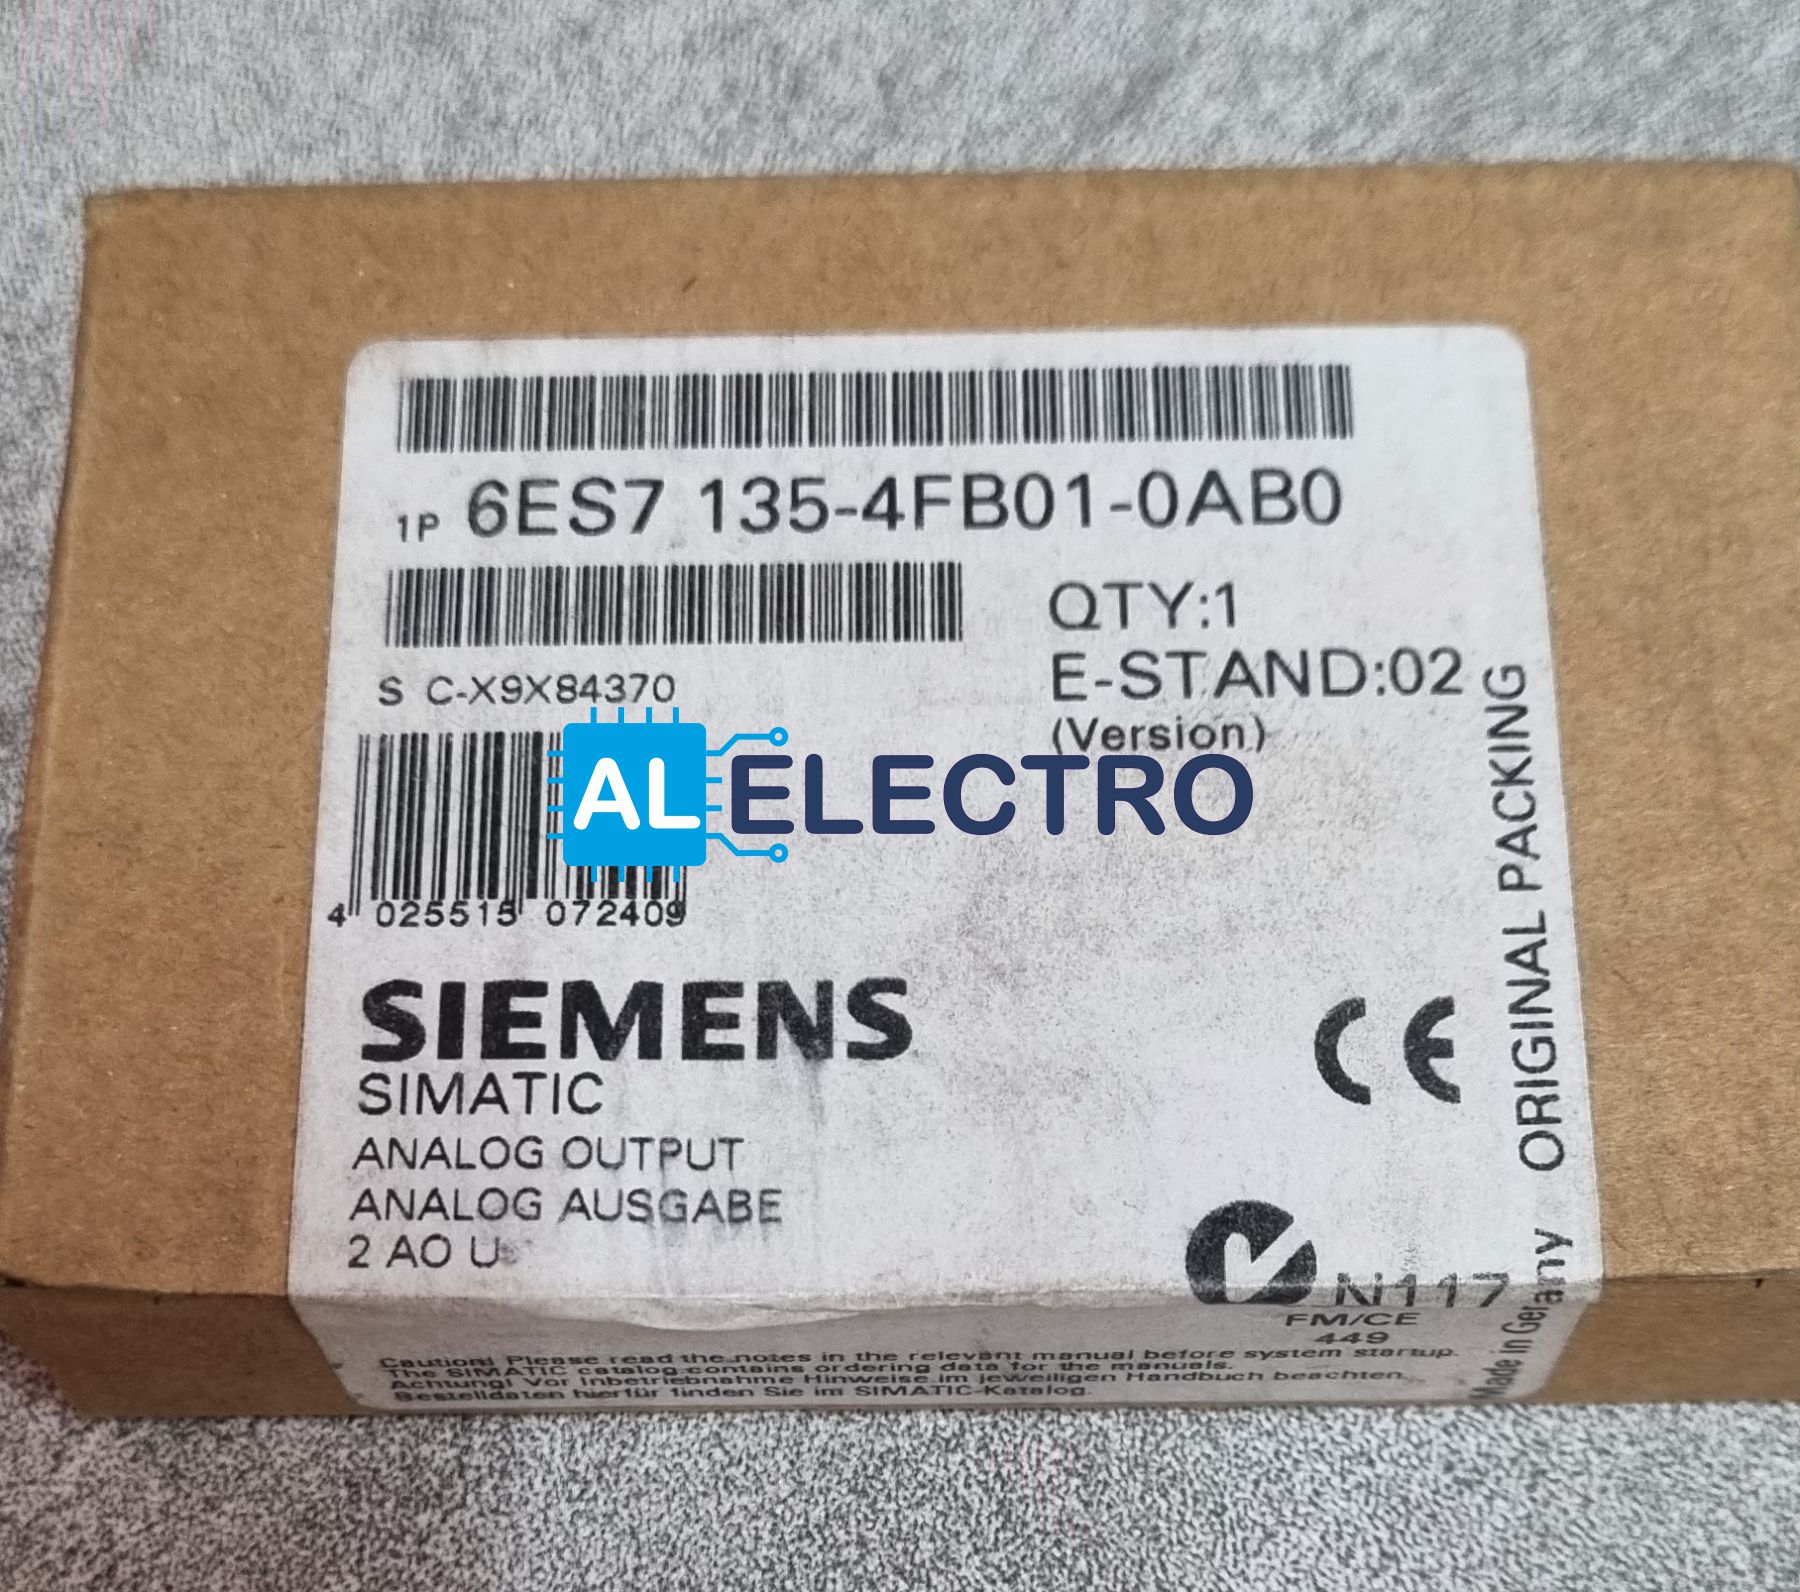 1P 6ES7 135-4FB01-0AB0
QTY:1
E-STAND:02
(Version)
S C-X9X84370
AL ELECTRO
4 025515 072409
SIEMENS
SIMATIC
ANALOG OUTPUT
ANALOG AUSGABE
2 AO U
CE
N117
FM/CE
449
Made in Germany ORIGINAL PACKING
Caution! Please read the notes in the relevant manual before system startup.
The SIMATIC catalog contains ordering data for the manuals.
Achtung! Vor Inbetriebnahme Hinweise im jeweiligen Handbuch beachten.
Bestelldaten hierfür finden Sie im SIMATIC-Katalog.